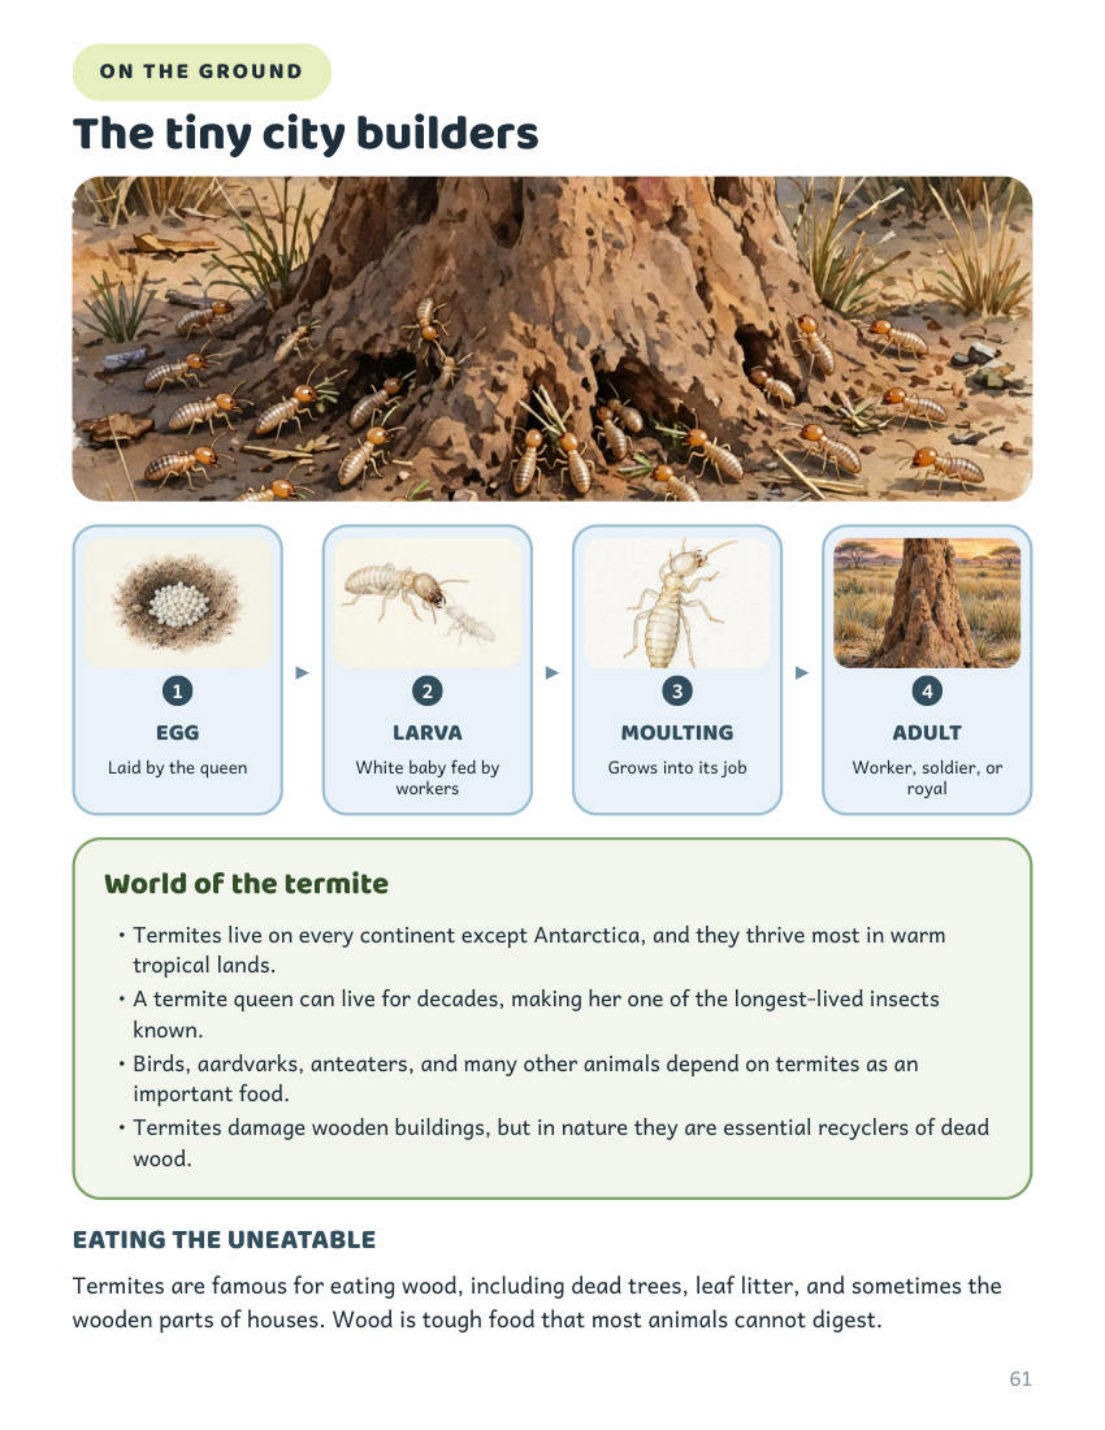 ON THE GROUND
The tiny city builders
1
EGG
Laid by the queen
2
LARVA
White baby fed by
workers
3
MOULTING
Grows into its job
4
ADULT
Worker, soldier, or
royal
World of the termite
• Termites live on every continent except Antarctica, and they thrive most in warm
tropical lands.
• A termite queen can live for decades, making her one of the longest-lived insects
known.
• Birds, aardvarks, anteaters, and many other animals depend on termites as an
important food.
• Termites damage wooden buildings, but in nature they are essential recyclers of dead
wood.
EATING THE UNEATABLE
Termites are famous for eating wood, including dead trees, leaf litter, and sometimes the
wooden parts of houses. Wood is tough food that most animals cannot digest.
61